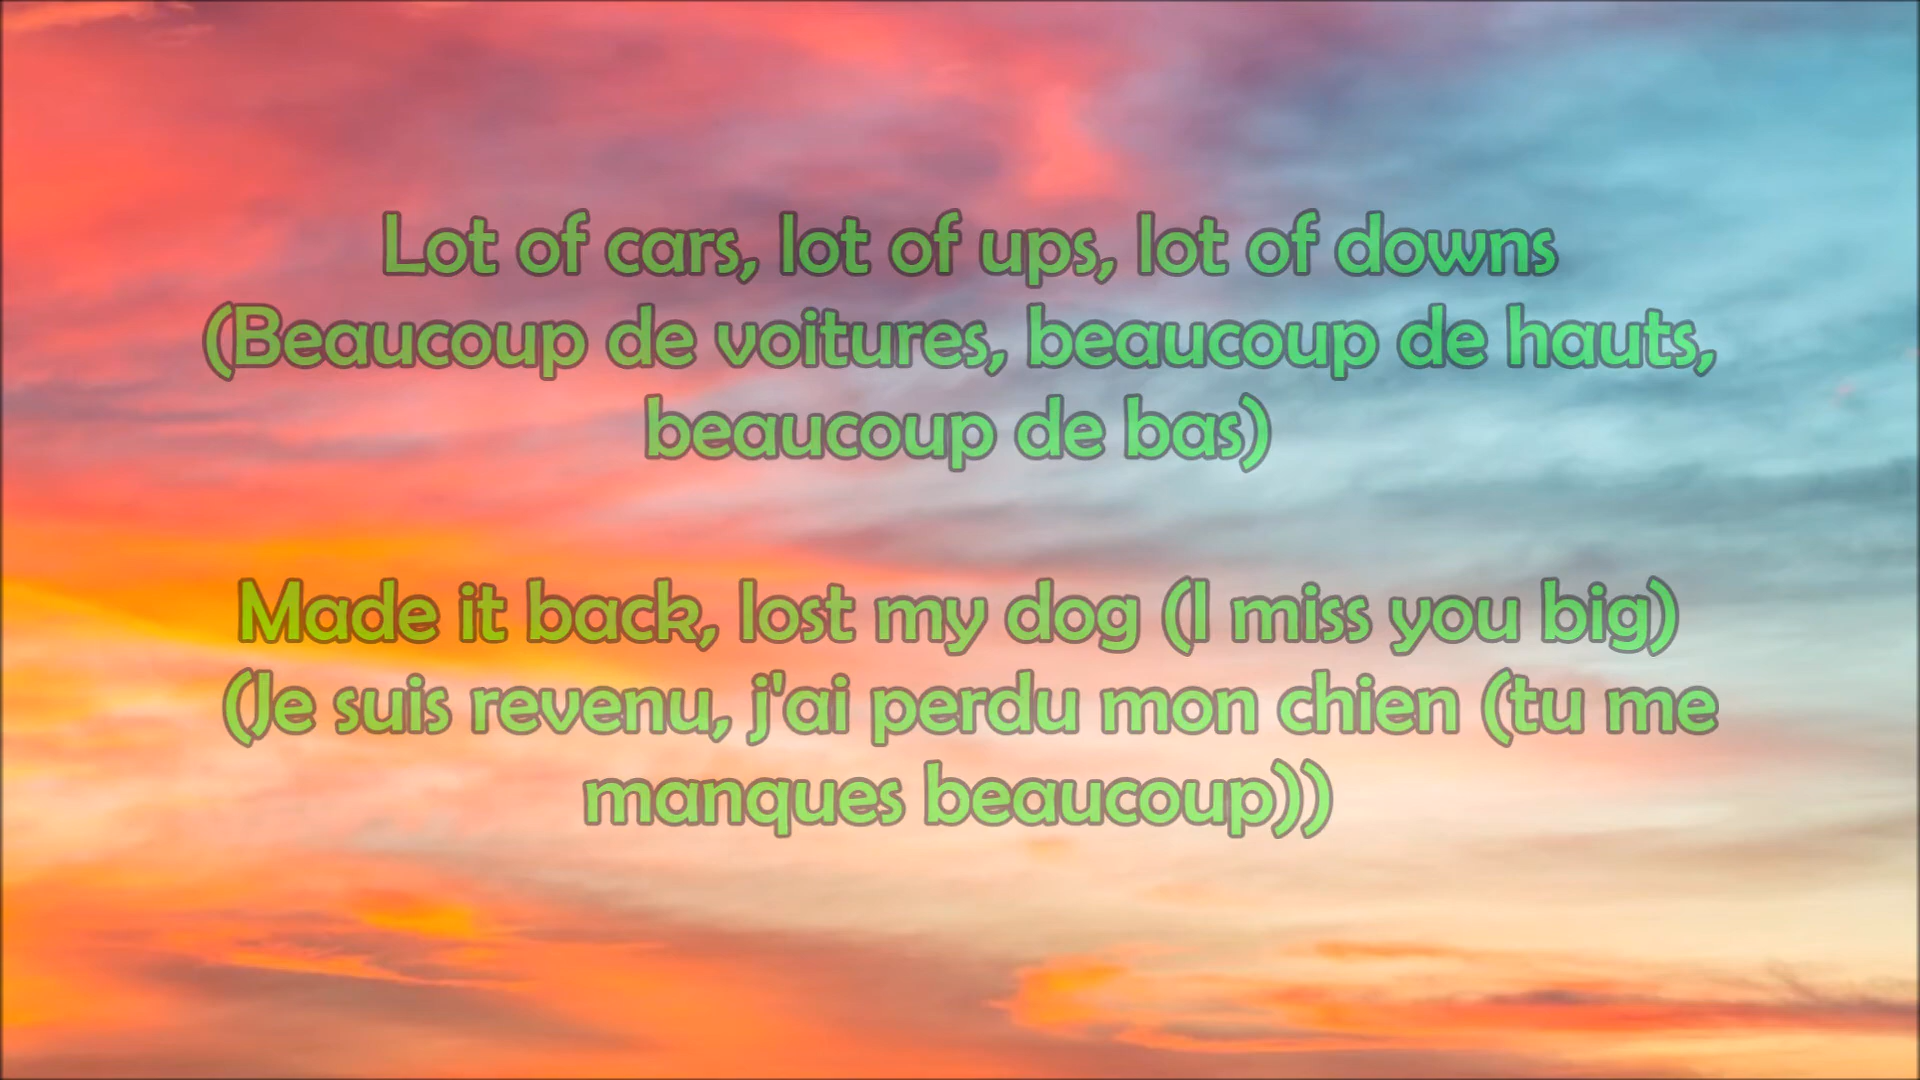 Lot of cars, lot of ups, lot of downs
(Beaucoup de voitures, beaucoup de hauts,
beaucoup de bas)
Made it back, lost my dog (I miss you big)
(Je suis revenu, j'ai perdu mon chien (tu me
manques beaucoup))